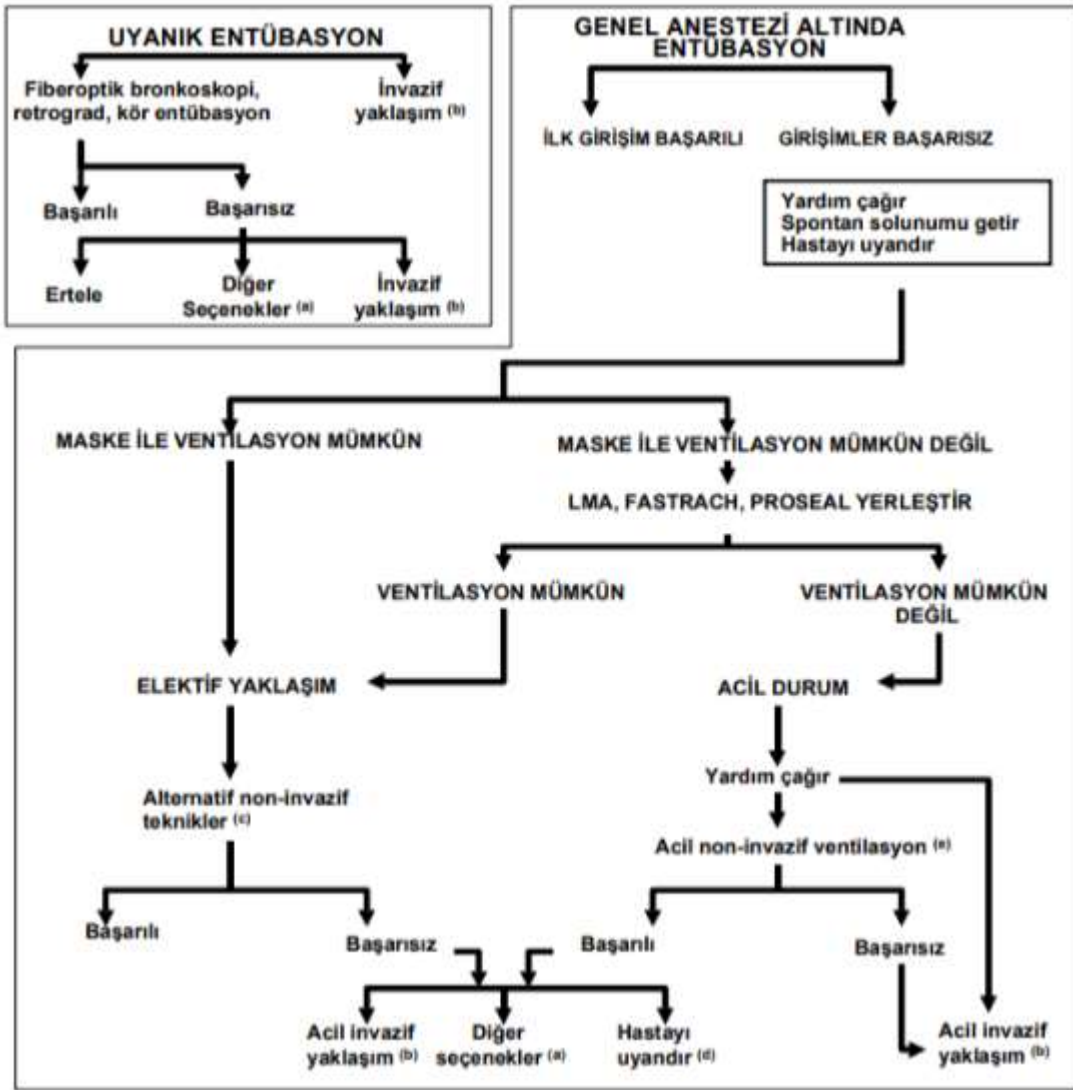 UYANIK ENTÜBASYON
Fiberoptik bronkoskopi,
retrograd, kör entübasyon
İnvazif
yaklaşım (b)
Başarılı
Başarısız
Ertele
Diğer
Seçenekler (a)
İnvazif
yaklaşım (b)
GENEL ANESTEZİ ALTINDA
ENTÜBASYON
İLK GİRİŞİM BAŞARILI
GİRİŞİMLER BAŞARISIZ
Yardım çağır
Spontan solunumu getir
Hastayı uyandır
MASKE İLE VENTİLASYON MÜMKÜN
MASKE İLE VENTİLASYON MÜMKÜN DEĞİL
LMA, FASTRACH, PROSEAL YERLEŞTİR
VENTİLASYON MÜMKÜN
VENTİLASYON MÜMKÜN
DEĞİL
ELEKTİF YAKLAŞIM
ACİL DURUM
Yardım çağır
Alternatif non-invazif
teknikler (c)
Acil non-invazif ventilasyon (e)
Başarılı
Başarısız
Başarılı
Başarısız
Acil invazif
yaklaşım (b)
Diğer
seçenekler (a)
Hastayı
uyandır (d)
Acil invazif
yaklaşım (b)